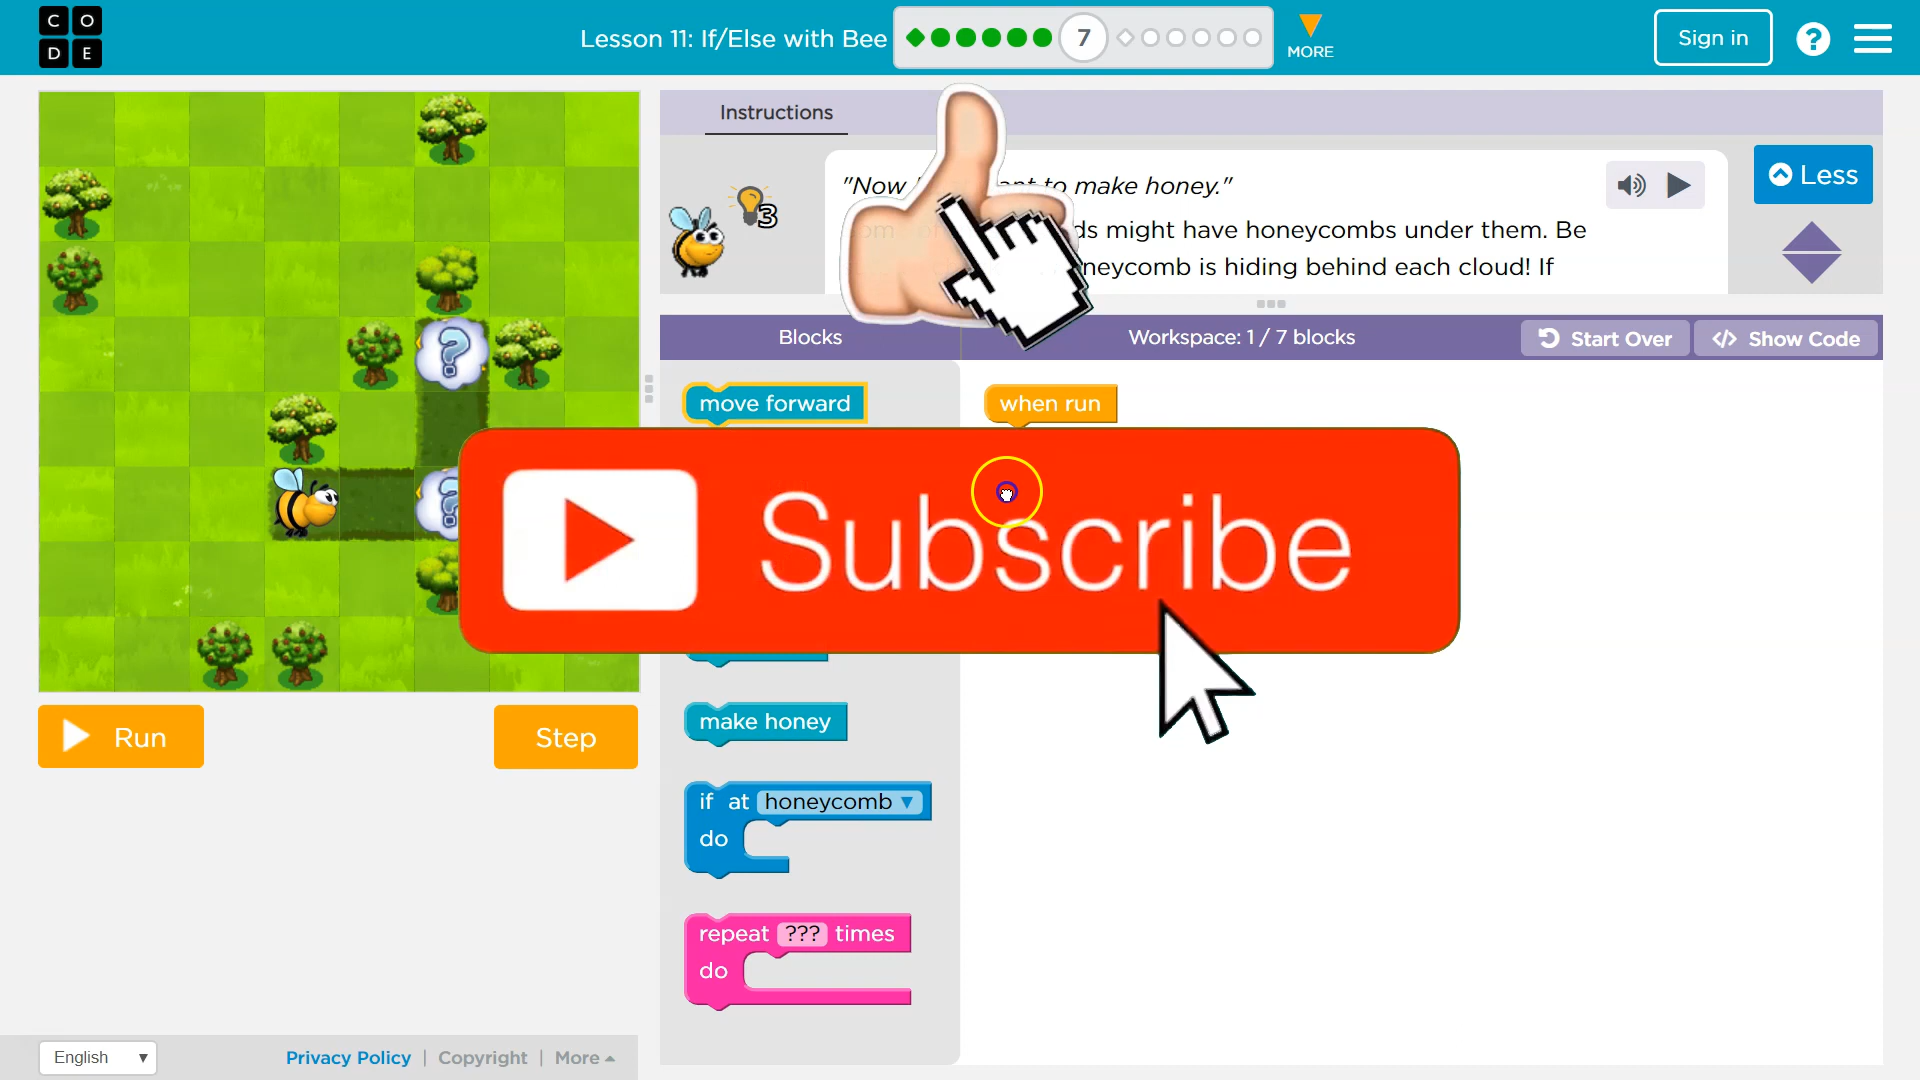 C O
D E
Lesson 11: If/Else with Bee
7
MORE
Sign in
?
Instructions
"Now to make honey."
3
Less
might have honeycombs under them. Be
is hiding behind each cloud! If
Blocks
Workspace: 1 / 7 blocks
Start Over
</> Show Code
move forward
when run
?
?
Subscribe
make honey
if at honeycomb
do
repeat ??? times
do
Run
Step
English
Privacy Policy | Copyright | More